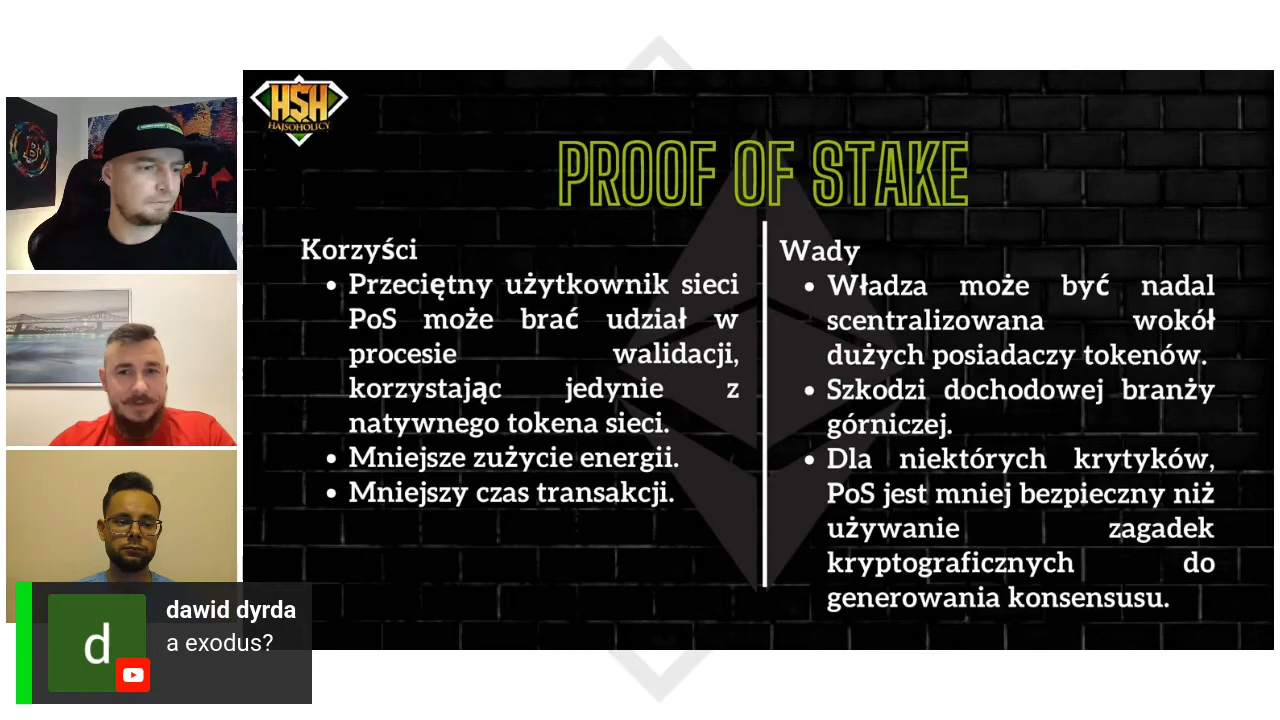 H$H
HAJSOHOLICY
PROOF OF STAKE
Korzyści
• Przeciętny użytkownik sieci
PoS może brać udział w
procesie walidacji,
korzystając jedynie z
natywnego tokena sieci.
• Mniejsze zużycie energii.
• Mniejszy czas transakcji.
Wady
• Władza może być nadal
scentralizowana wokół
dużych posiadaczy tokenów.
• Szkodzi dochodowej branży
górniczej.
• Dla niektórych krytyków,
PoS jest mniej bezpieczny niż
używanie zagadek
kryptograficznych do
generowania konsensusu.
d
dawid dyrda
a exodus?